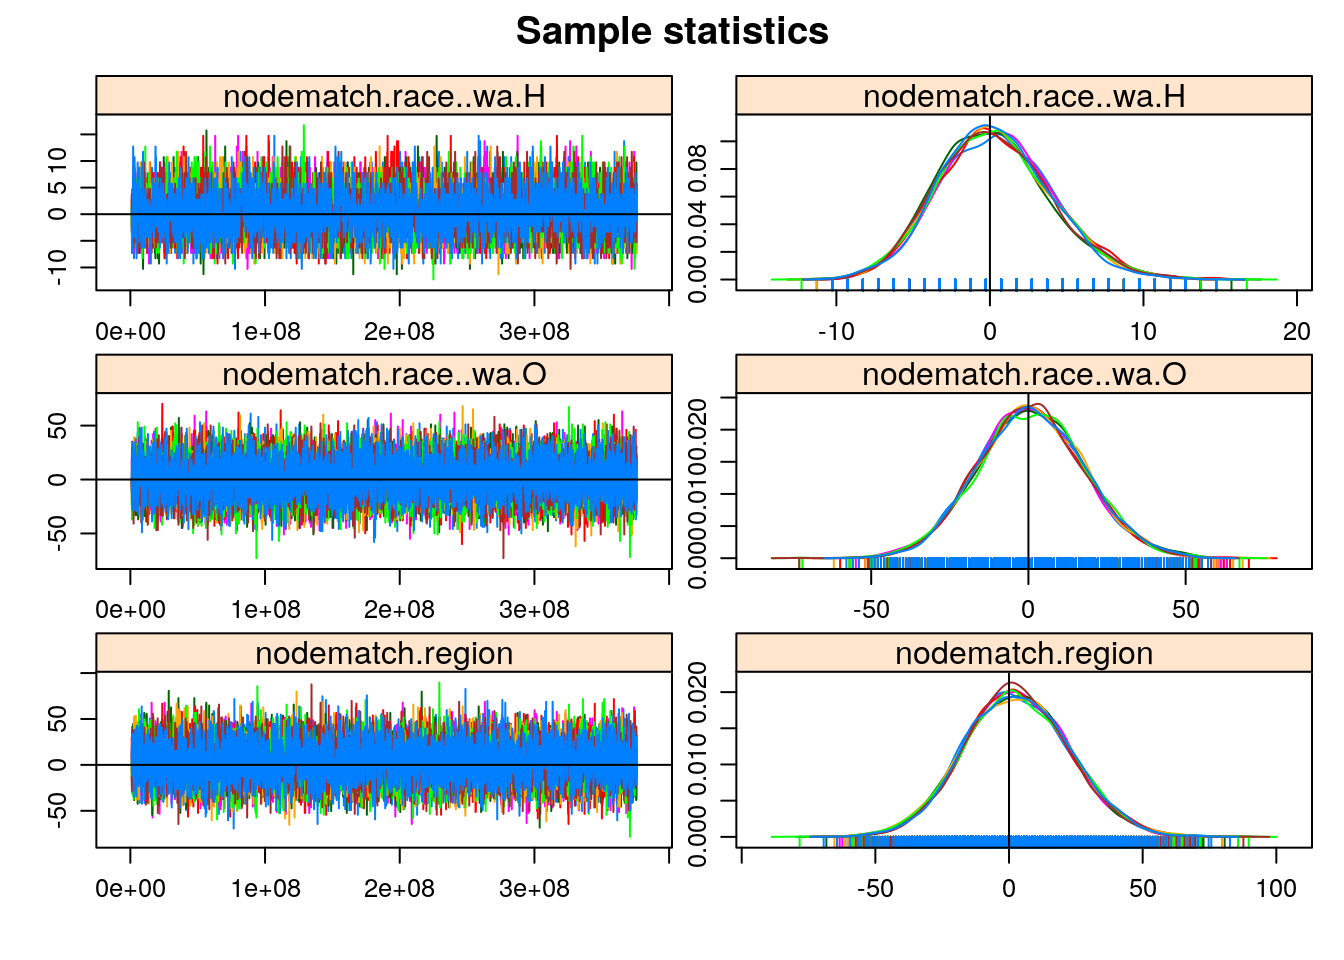 Sample statistics
nodematch.race..wa.H nodematch.race..wa.H
-10 0 5 10
0e+00 1e+08 2e+08 3e+08
0.00 0.04 0.08
-10 0 10 20
nodematch.race..wa.O nodematch.race..wa.O
-50 0 50
0e+00 1e+08 2e+08 3e+08
0.000 0.010 0.020
-50 0 50
nodematch.region nodematch.region
-50 0 50
0e+00 1e+08 2e+08 3e+08
0.000 0.010 0.020
-50 0 50 100